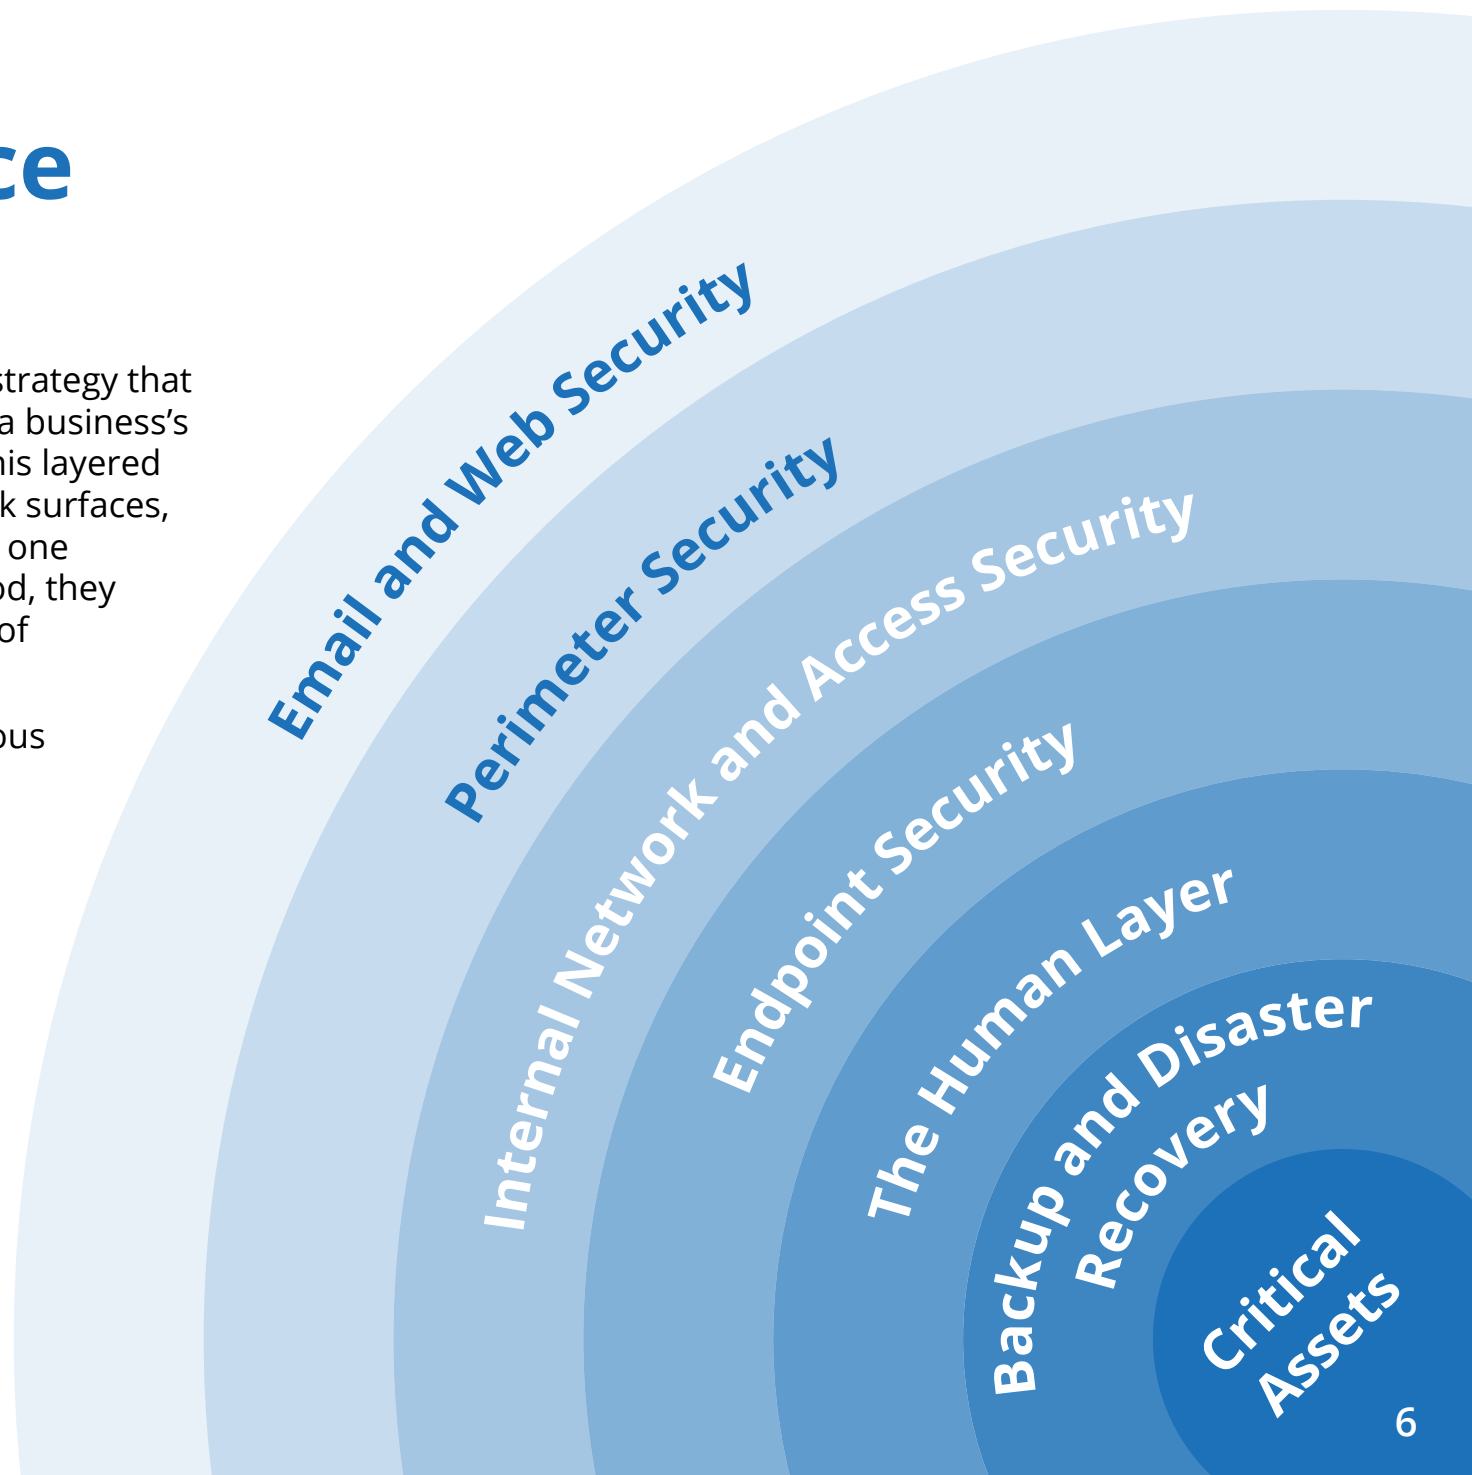 ce
strategy that
a business’s
his layered
k surfaces,
one
od, they
of
ous
Email and Web Security
Perimeter Security
Internal Network and Access Security
Endpoint Security
The Human Layer
Backup and Disaster
Recovery
Critical
Assets
6